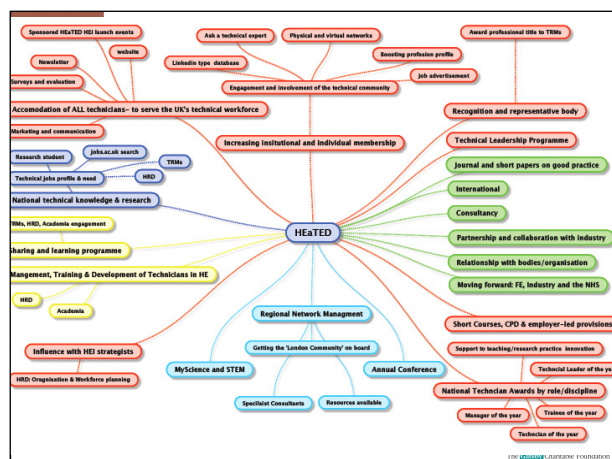 Sponsored HEaTED HEI launch events
website
Newsletter
Surveys and evaluation
Accomodation of ALL technicians- to serve the UK's technical workforce
Marketing and communication
Ask a technical expert
Physical and virtual networks
Linkedin type database
Boosting profession profile
Job advertisement
Engagement and involvement of the technical community
Increasing insitutional and individual membership
Award professional title to TRMs
Recognition and representative body
Technical Leadership Programme
Journal and short papers on good practice
International
Consultancy
Partnership and collaboration with industry
Relationship with bodies/organisation
Moving forward: FE, Industry and the NHS
Research student
jobs.ac.uk search
TRMs
Technical jobs profile & need
HRD
National technical knowledge & research
HEaTED
RMs, HRD, Academia engagement
sharing and learning programme
Mangement, Training & Development of Technicians in HE
HRD
Academia
Influence with HEI strategists
HRD: Oragnisation & Workforce planning
Regional Network Managment
Getting the 'London Community' on board
MyScience and STEM
Annual Conference
Specilaist Consultants
Resources available
Short Courses, CPD & employer-led provisions
Support to teaching/research practice innovation
Techncial Leader of the yea
National Techncian Awards by role/discipline
Manager of the year
Trainee of the year
Techncian of the year
The Gatsby Charitable Foundation